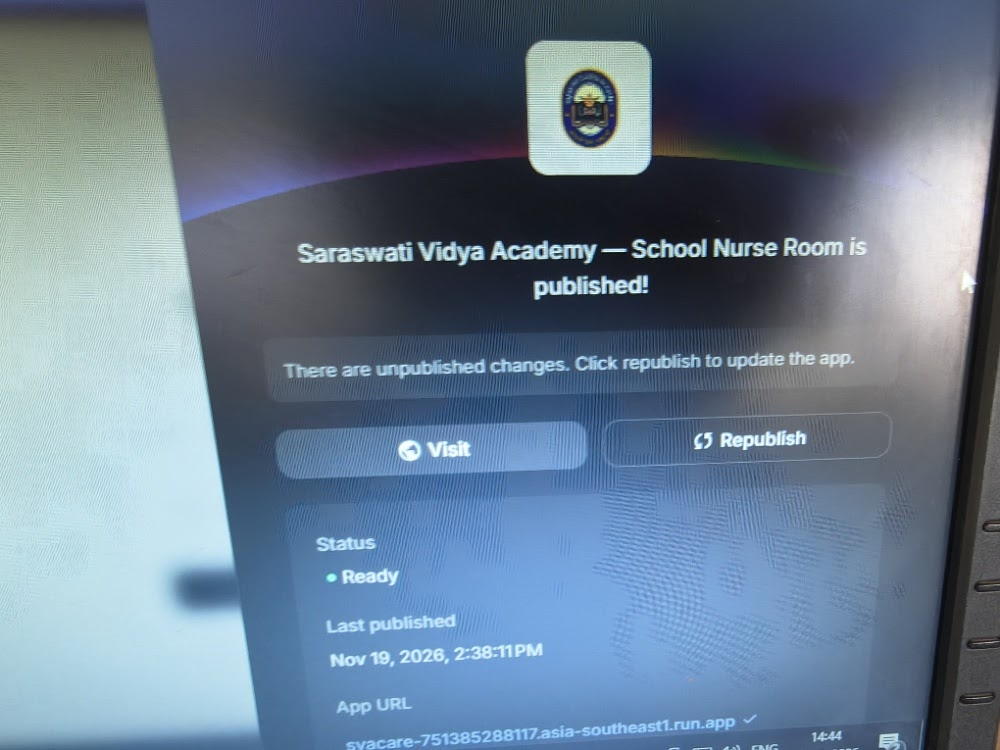 Saraswati Vidya Academy — School Nurse Room is
published!
There are unpublished changes. Click republish to update the app.
Visit
Republish
Status
Ready
Last published
Nov 19, 2026, 2:38:11 PM
App URL
svacare-751385288117.asia-southeast1.run.app
ENG
14:44